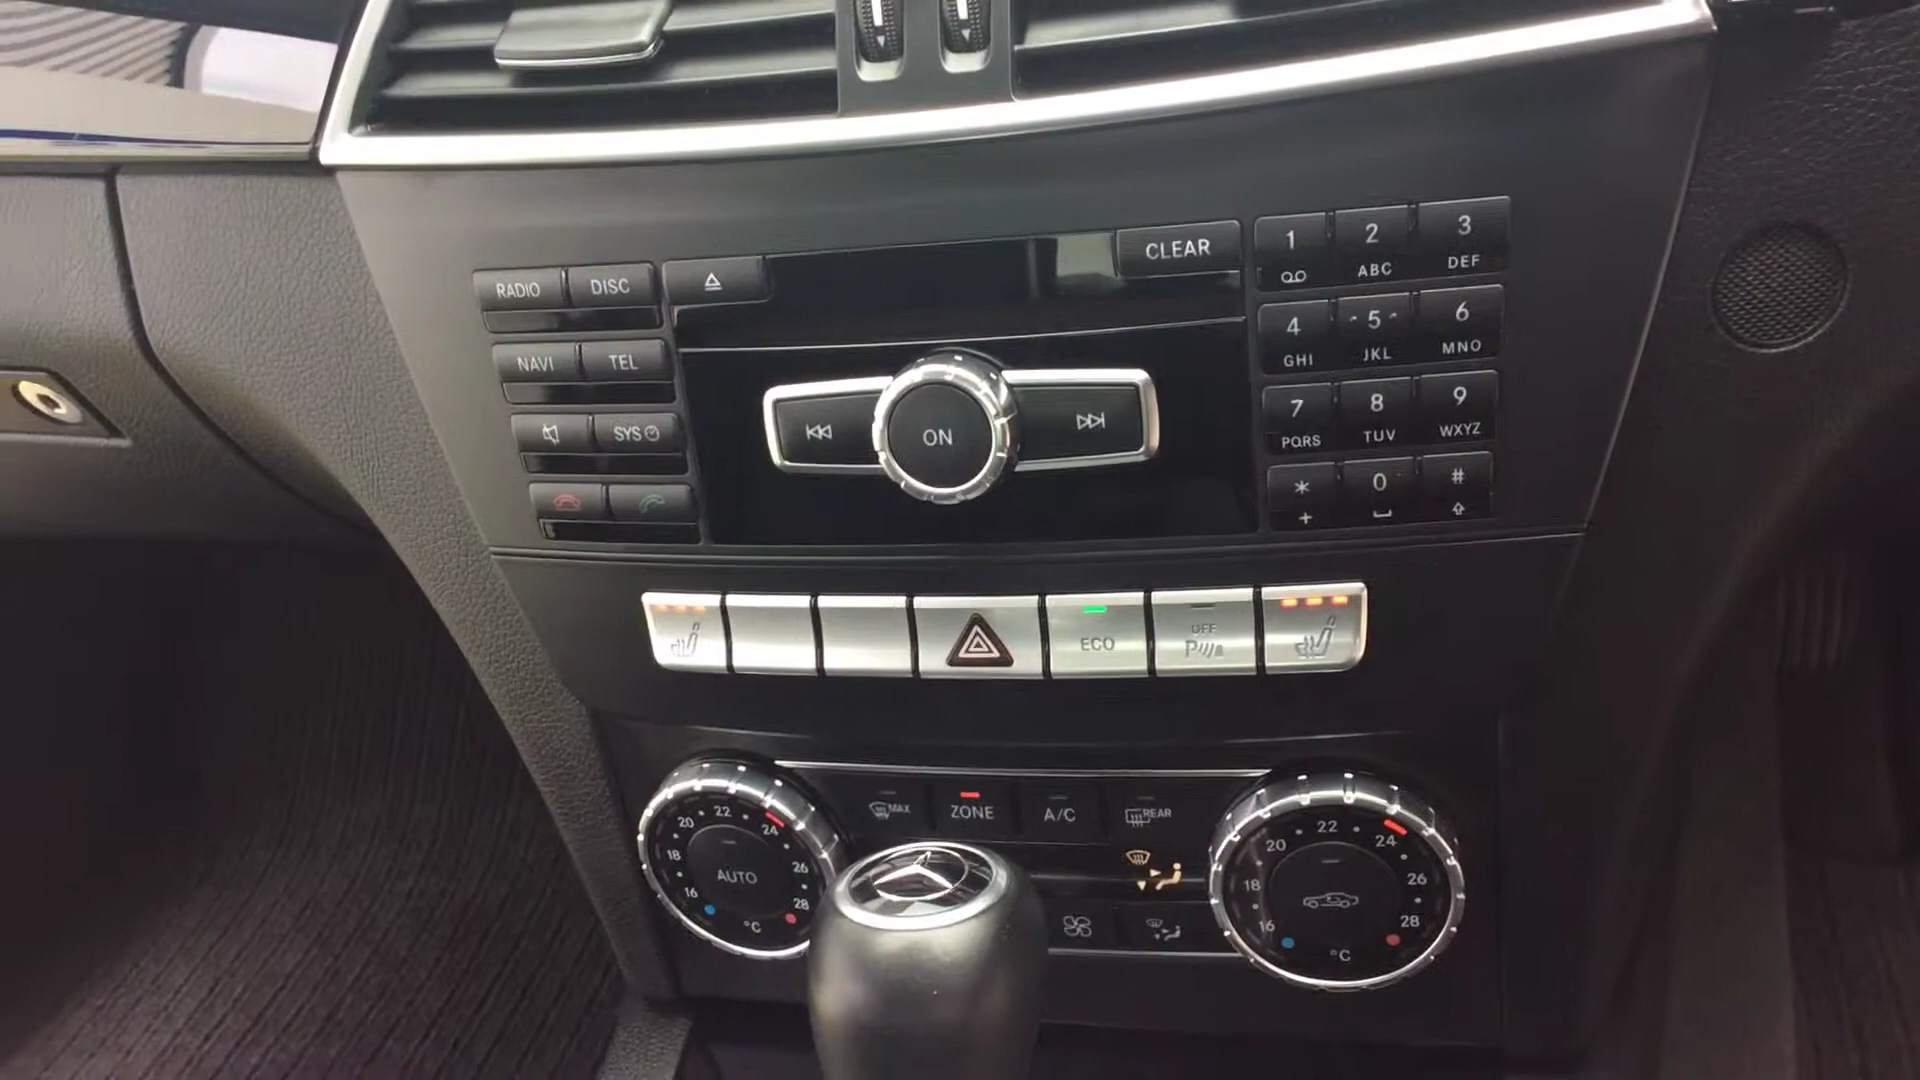 RADIO DISC
CLEAR
NAVI TEL
SYS
ON
1 2 ABC 3 DEF
4 GHI 5 JKL 6 MNO
7 PQRS 8 TUV 9 WXYZ
* + 0 #
ECO
OFF
P
MAX ZONE A/C REAR
16 18 20 22 24 26 28
AUTO
°C
16 18 20 22 24 26 28
°C